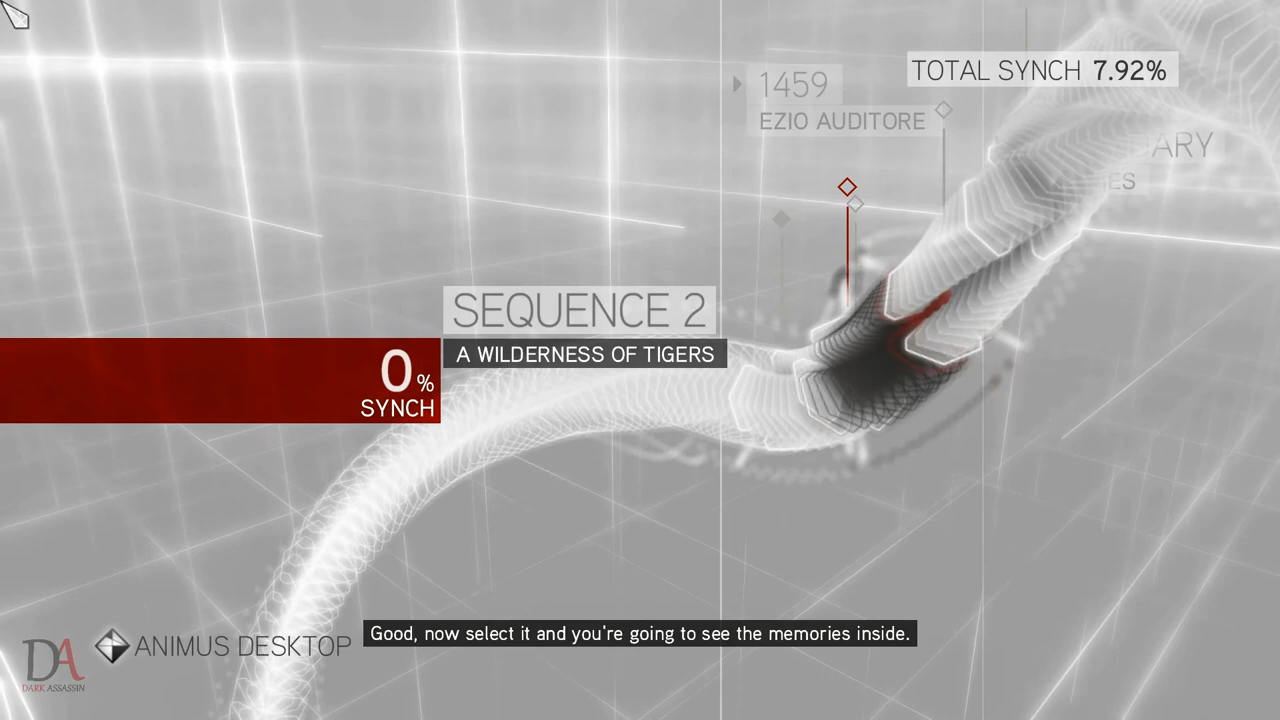 TOTAL SYNCH 7.92%
1459
EZIO AUDITORE
SEQUENCE 2
A WILDERNESS OF TIGERS
0%
SYNCH
Good, now select it and you're going to see the memories inside.
ANIMUS DESKTOP
DA
DARK ASSASSIN